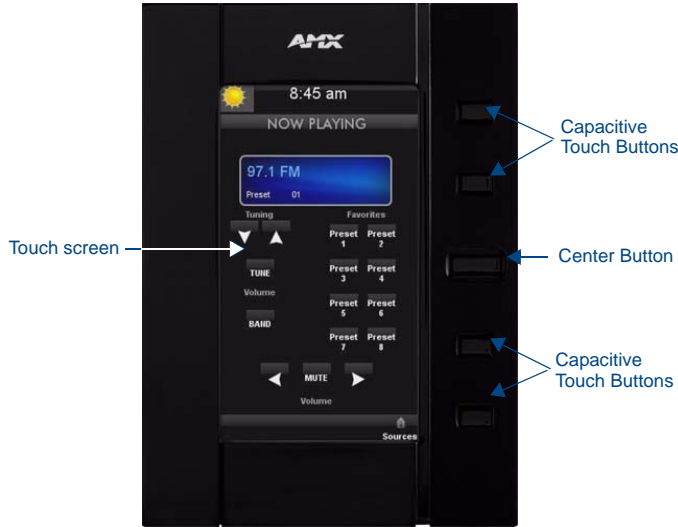 AMX
8:45 am
NOW PLAYING
97.1 FM
Preset 01
Tuning
Favorites
Preset 1
Preset 2
TUNE
Preset 3
Preset 4
Volume
BAND
Preset 5
Preset 6
Preset 7
Preset 8
MUTE
Volume
Sources
Touch screen
Capacitive
Touch Buttons
Center Button
Capacitive
Touch Buttons